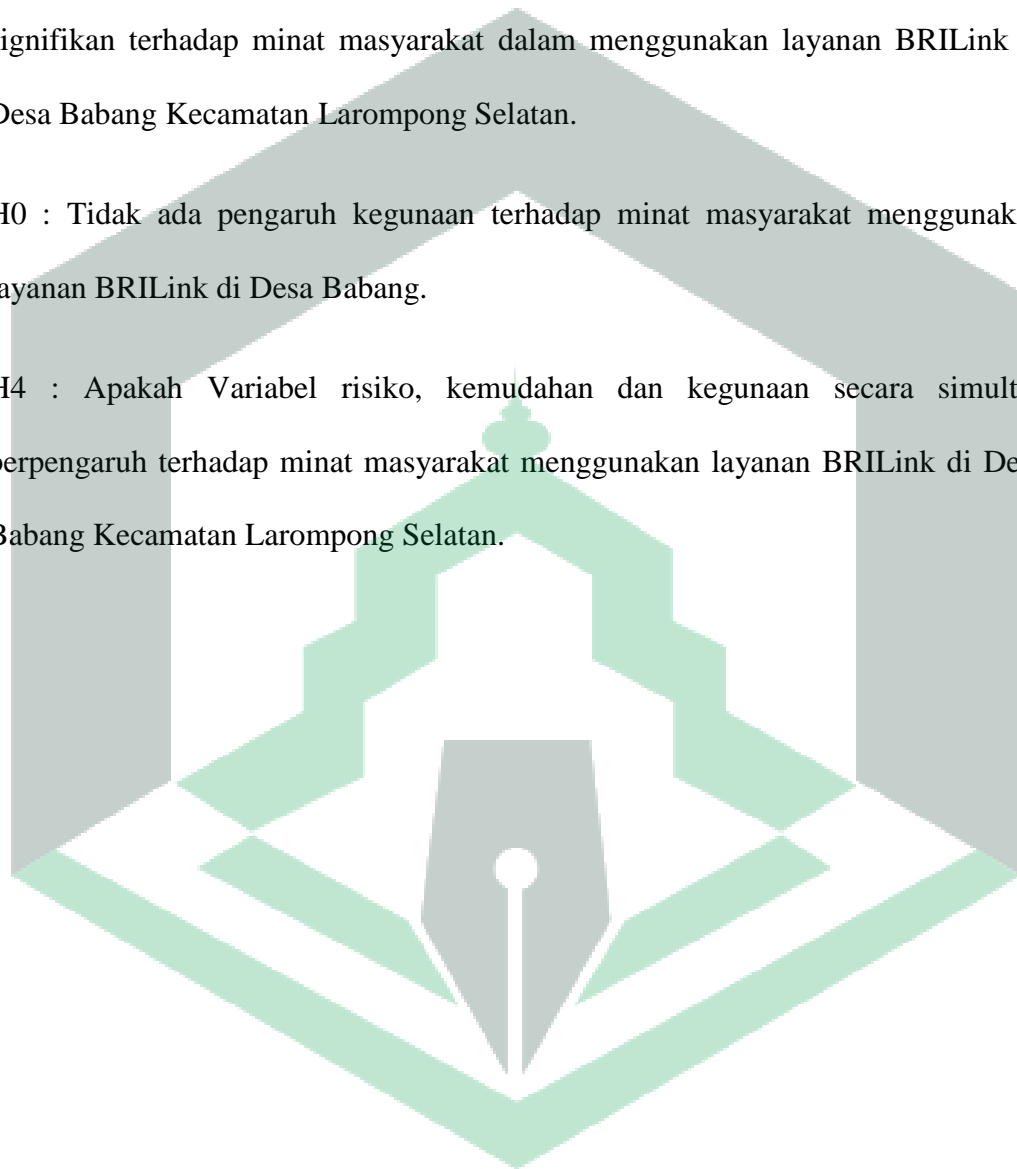 ignifikan terhadap minat masyarakat dalam menggunakan layanan BRILink
Desa Babang Kecamatan Larompong Selatan.
H0 : Tidak ada pengaruh kegunaan terhadap minat masyarakat menggunak
ayanan BRILink di Desa Babang.
H4 : Apakah Variabel risiko, kemudahan dan kegunaan secara simult
berpengaruh terhadap minat masyarakat menggunakan layanan BRILink di De
Babang Kecamatan Larompong Selatan.